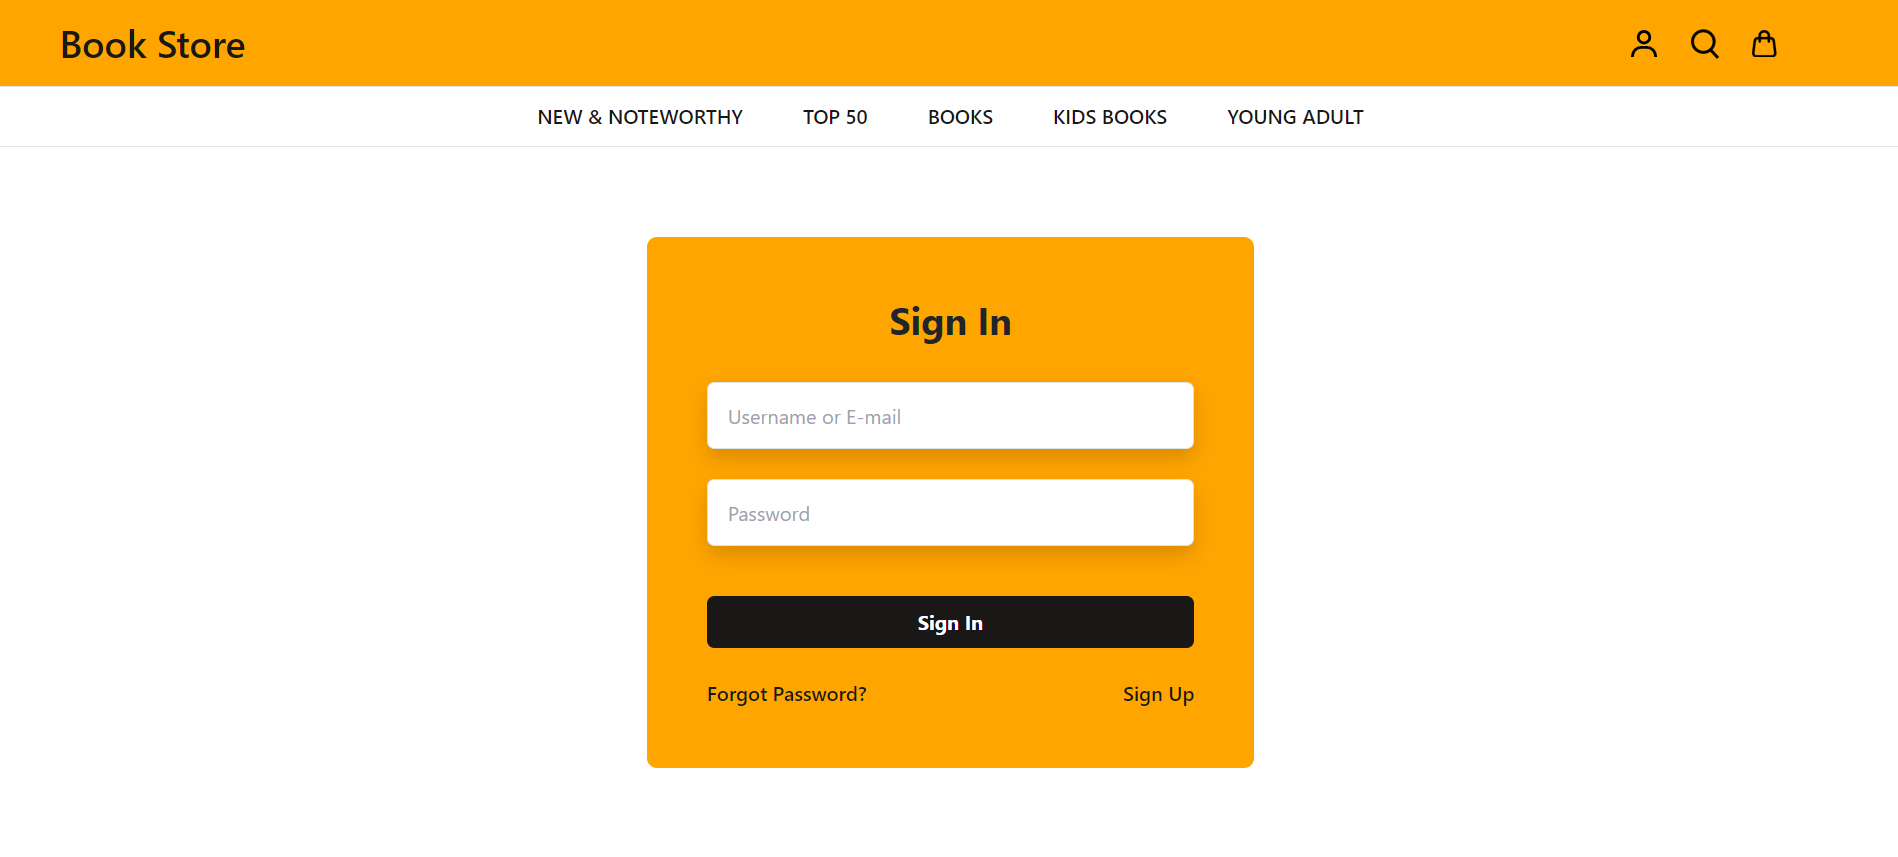 Book Store
NEW & NOTEWORTHY TOP 50 BOOKS KIDS BOOKS YOUNG ADULT
Sign In
Username or E-mail
Password
Sign In
Forgot Password? Sign Up